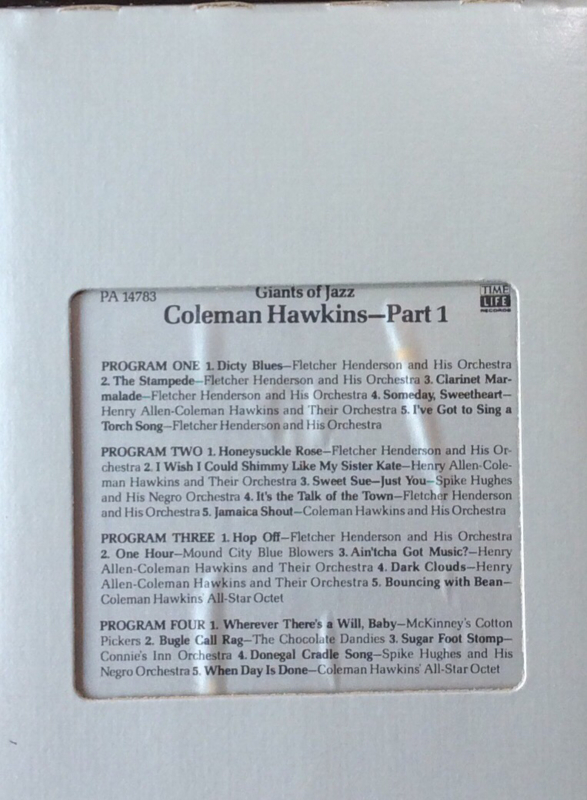 PA 14783
Giants of Jazz
TIME
LIFE
RECORDS
Coleman Hawkins—Part 1
PROGRAM ONE 1. Dicty Blues—Fletcher Henderson and His Orchestra
2. The Stampede—Fletcher Henderson and His Orchestra 3. Clarinet Mar-
malade—Fletcher Henderson and His Orchestra 4. Someday, Sweetheart—
Henry Allen-Coleman Hawkins and Their Orchestra 5. I've Got to Sing a
Torch Song—Fletcher Henderson and His Orchestra
PROGRAM TWO 1. Honeysuckle Rose—Fletcher Henderson and His Or-
chestra 2. I Wish I Could Shimmy Like My Sister Kate—Henry Allen-Cole-
man Hawkins and Their Orchestra 3. Sweet Sue—Just You—Spike Hughes
and His Negro Orchestra 4. It's the Talk of the Town—Fletcher Henderson
and His Orchestra 5. Jamaica Shout—Coleman Hawkins and His Orchestra
PROGRAM THREE 1. Hop Off—Fletcher Henderson and His Orchestra
2. One Hour—Mound City Blue Blowers 3. Ain'tcha Got Music?—Henry
Allen-Coleman Hawkins and Their Orchestra 4. Dark Clouds—Henry
Allen-Coleman Hawkins and Their Orchestra 5. Bouncing with Bean—
Coleman Hawkins' All-Star Octet
PROGRAM FOUR 1. Wherever There's a Will, Baby—McKinney's Cotton
Pickers 2. Bugle Call Rag—The Chocolate Dandies 3. Sugar Foot Stomp—
Connie's Inn Orchestra 4. Donegal Cradle Song—Spike Hughes and His
Negro Orchestra 5. When Day Is Done—Coleman Hawkins' All-Star Octet